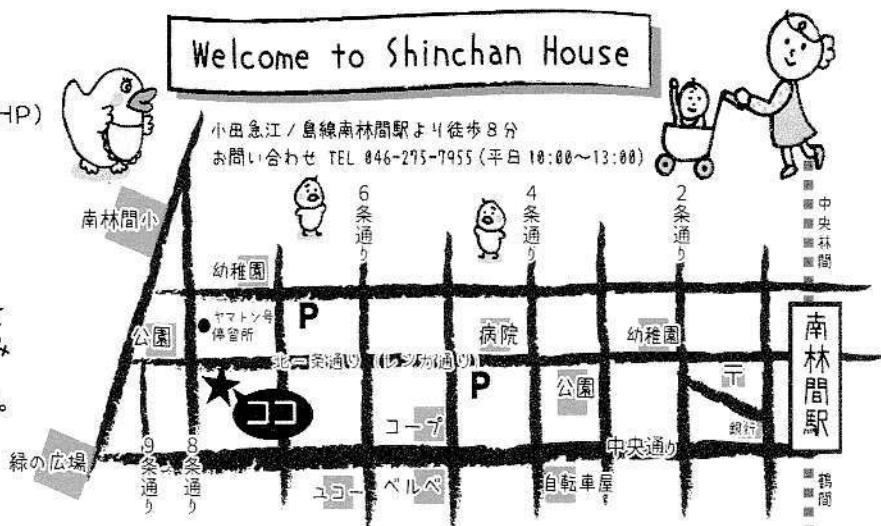 Welcome to Shinchan House
HP)
小田急江ノ島線南林間駅より徒歩8分
お問い合わせ TEL 046-275-7955 (平日 10:00〜13:00)
6条通り
4条通り
2条通り
中央林間
南林間小
幼稚園
ヤマトン号
停留所
P
公園
病院
幼稚園
北一条通り(レンガ通り)
み
。
P
公園
〒
南林間駅
ココ
コープ
銀行
中央通り
緑の広場
9条通り
8条通り
ユコー
ベルベ
自転車屋
鶴間